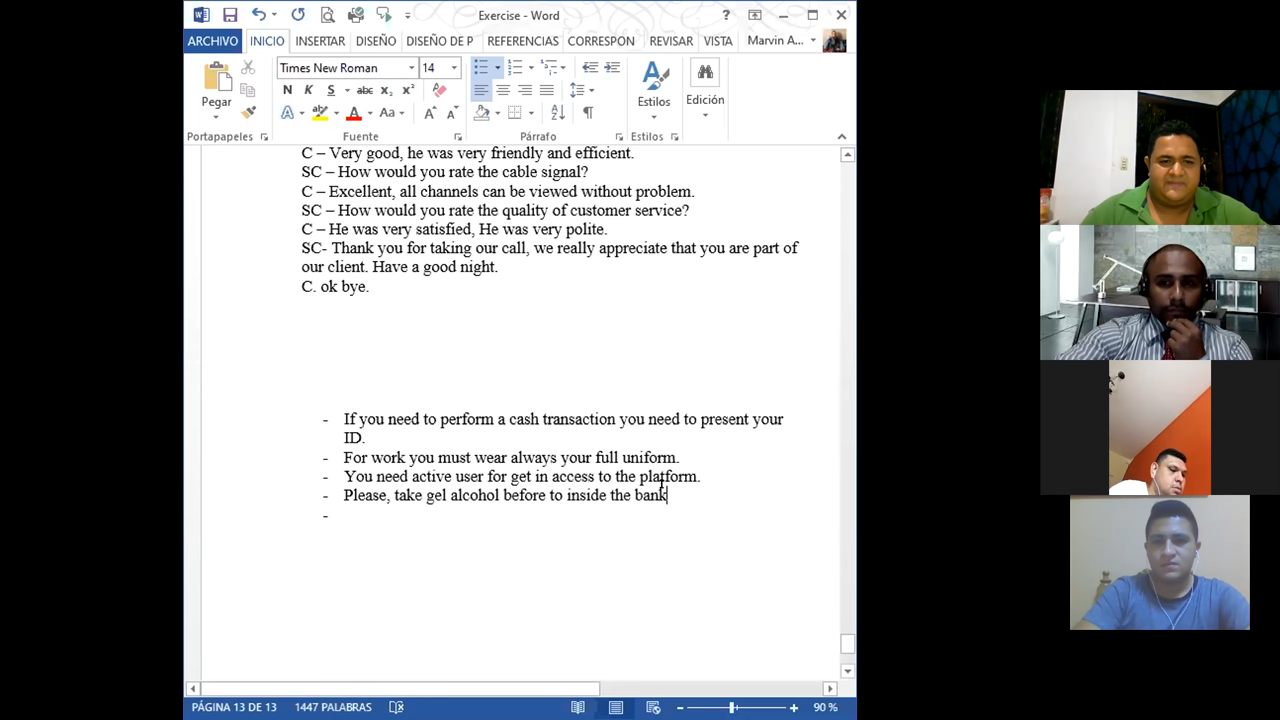 Exercise - Word
?
ARCHIVO INICIO INSERTAR DISEÑO DISEÑO DE P REFERENCIAS CORRESPON REVISAR VISTA Marvin A...
Times New Roman 14
Pegar N K S abc x₂ x² Estilos Edición
A ab A Aa A A
Portapapeles Fuente Párrafo Estilos
C – Very good, he was very friendly and efficient.
SC – How would you rate the cable signal?
C – Excellent, all channels can be viewed without problem.
SC – How would you rate the quality of customer service?
C – He was very satisfied, He was very polite.
SC- Thank you for taking our call, we really appreciate that you are part of
our client. Have a good night.
C. ok bye.
- If you need to perform a cash transaction you need to present your
ID.
- For work you must wear always your full uniform.
- You need active user for get in access to the platform.
- Please, take gel alcohol before to inside the bank
-
PÁGINA 13 DE 13 1447 PALABRAS 90 %